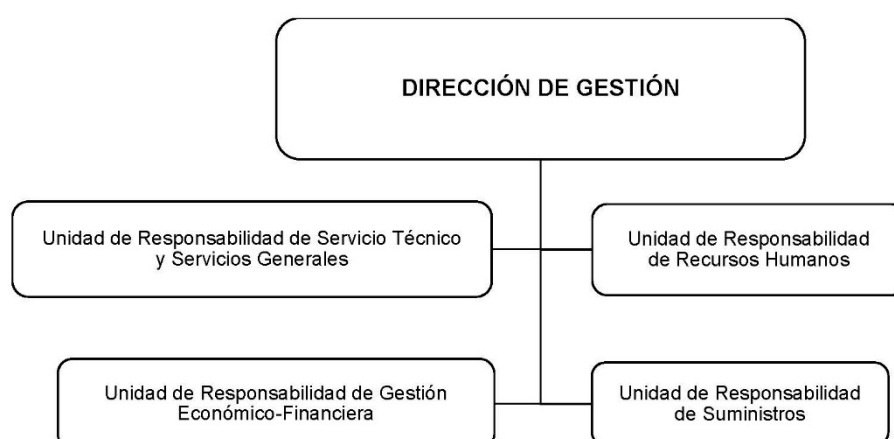 DIRECCIÓN DE GESTIÓN
Unidad de Responsabilidad de Servicio Técnico
y Servicios Generales
Unidad de Responsabilidad
de Recursos Humanos
Unidad de Responsabilidad de Gestión
Económico-Financiera
Unidad de Responsabilidad
de Suministros